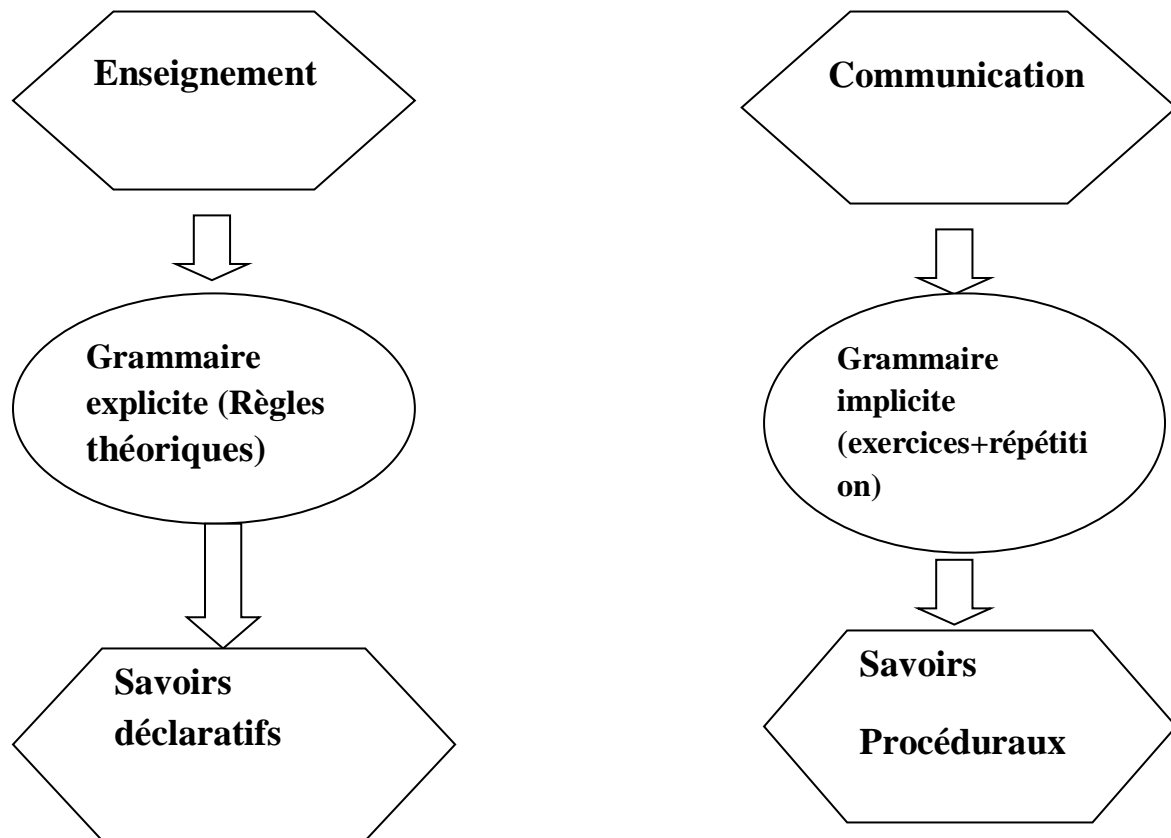 Enseignement
Communication
Grammaire
explicite (Règles
théoriques)
Grammaire
implicite
(exercices+répétiti
on)
Savoirs
déclaratifs
Savoirs
Procéduraux